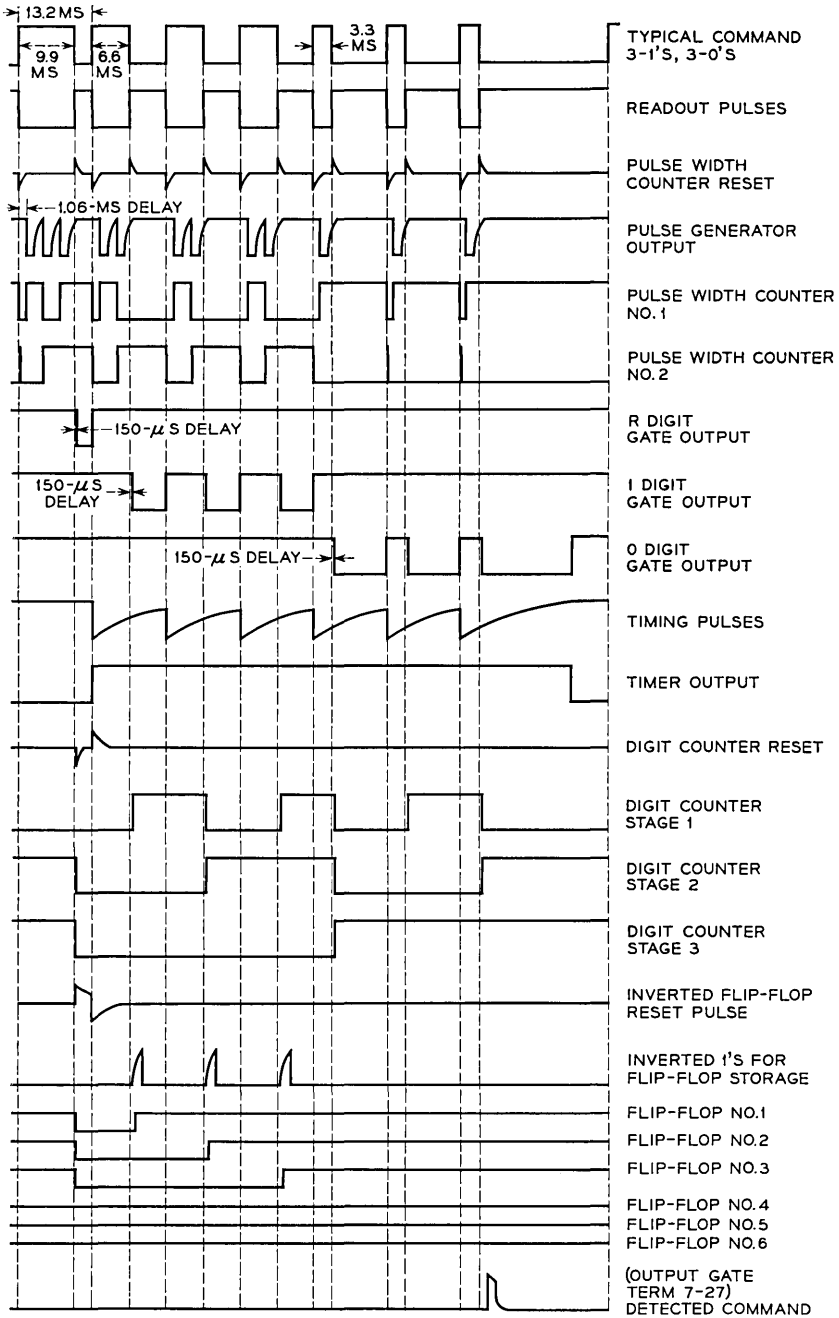 13.2 MS
9.9
MS
6.6
MS
3.3
MS
TYPICAL COMMAND
3-1'S, 3-0'S
READOUT PULSES
PULSE WIDTH
COUNTER RESET
1.06-MS DELAY
PULSE GENERATOR
OUTPUT
PULSE WIDTH COUNTER
NO. 1
PULSE WIDTH COUNTER
NO. 2
150-μS DELAY
R DIGIT
GATE OUTPUT
150-μS
DELAY
1 DIGIT
GATE OUTPUT
150-μS DELAY
0 DIGIT
GATE OUTPUT
TIMING PULSES
TIMER OUTPUT
DIGIT COUNTER RESET
DIGIT COUNTER
STAGE 1
DIGIT COUNTER
STAGE 2
DIGIT COUNTER
STAGE 3
INVERTED FLIP-FLOP
RESET PULSE
INVERTED 1'S FOR
FLIP-FLOP STORAGE
FLIP-FLOP NO. 1
FLIP-FLOP NO. 2
FLIP-FLOP NO. 3
FLIP-FLOP NO. 4
FLIP-FLOP NO. 5
FLIP-FLOP NO. 6
(OUTPUT GATE
TERM 7-27)
DETECTED COMMAND